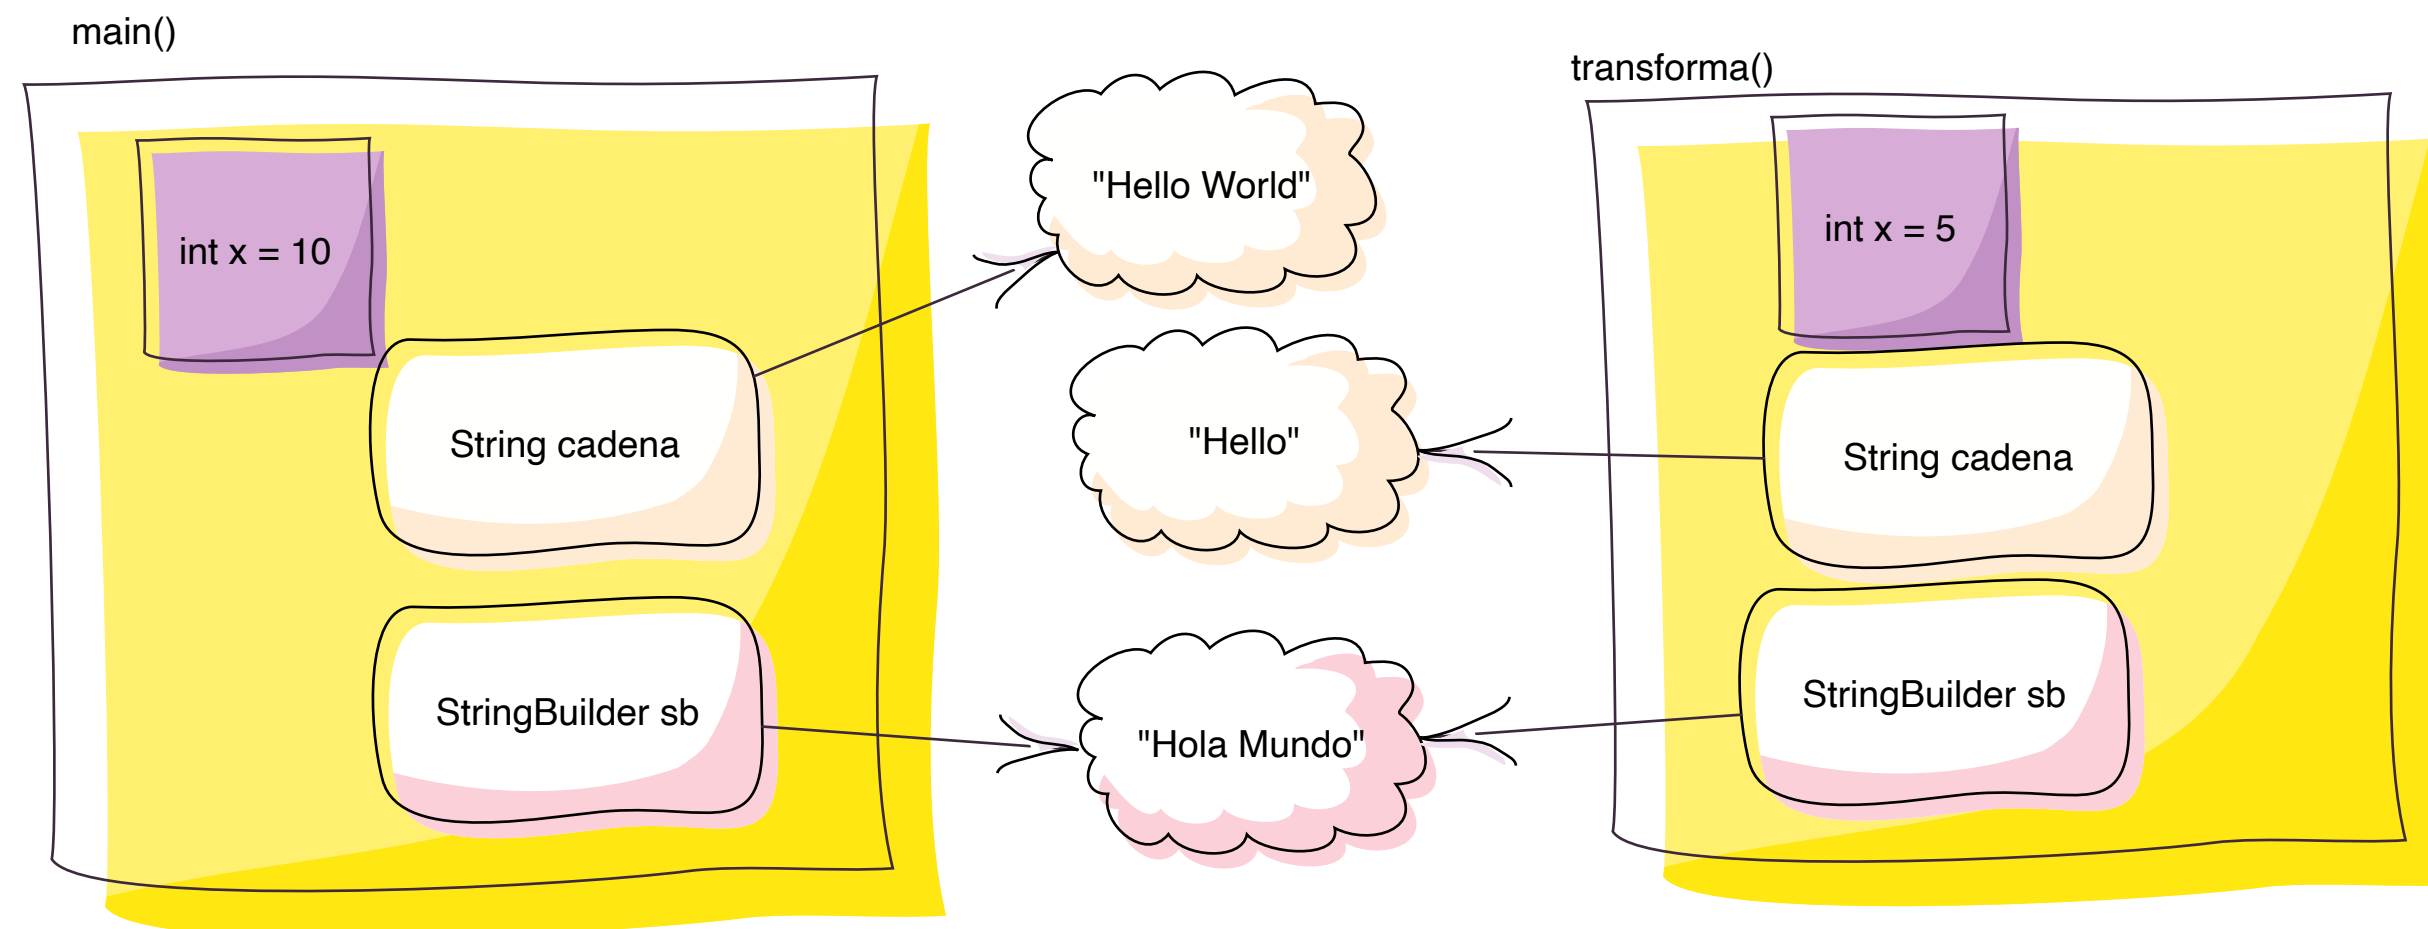 main()
int x = 10
String cadena
StringBuilder sb
"Hello World"
"Hello"
"Hola Mundo"
transforma()
int x = 5
String cadena
StringBuilder sb